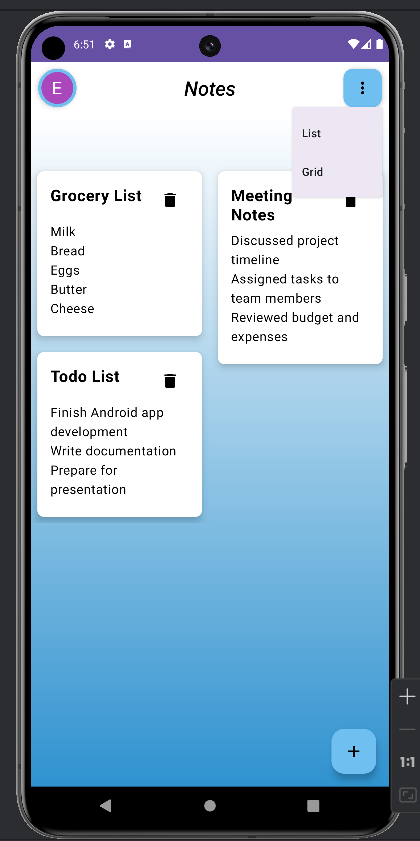 6:51
A
E
Notes
List
Grid
Grocery List
Milk
Bread
Eggs
Butter
Cheese
Meeting
Notes
Discussed project
timeline
Assigned tasks to
team members
Reviewed budget and
expenses
Todo List
Finish Android app
development
Write documentation
Prepare for
presentation
+
1:1